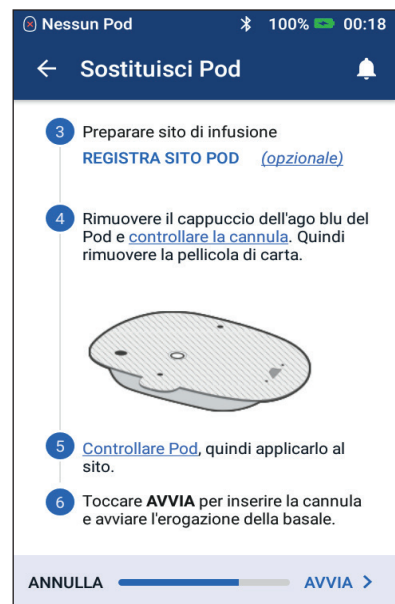 Nessun Pod 100% 00:18
Sostituisci Pod
3 Preparare sito di infusione
REGISTRA SITO POD (opzionale)
4 Rimuovere il cappuccio dell'ago blu del
Pod e controllare la cannula. Quindi
rimuovere la pellicola di carta.
5 Controllare Pod, quindi applicarlo al
sito.
6 Toccare AVVIA per inserire la cannula
e avviare l'erogazione della basale.
ANNULLA AVVIA